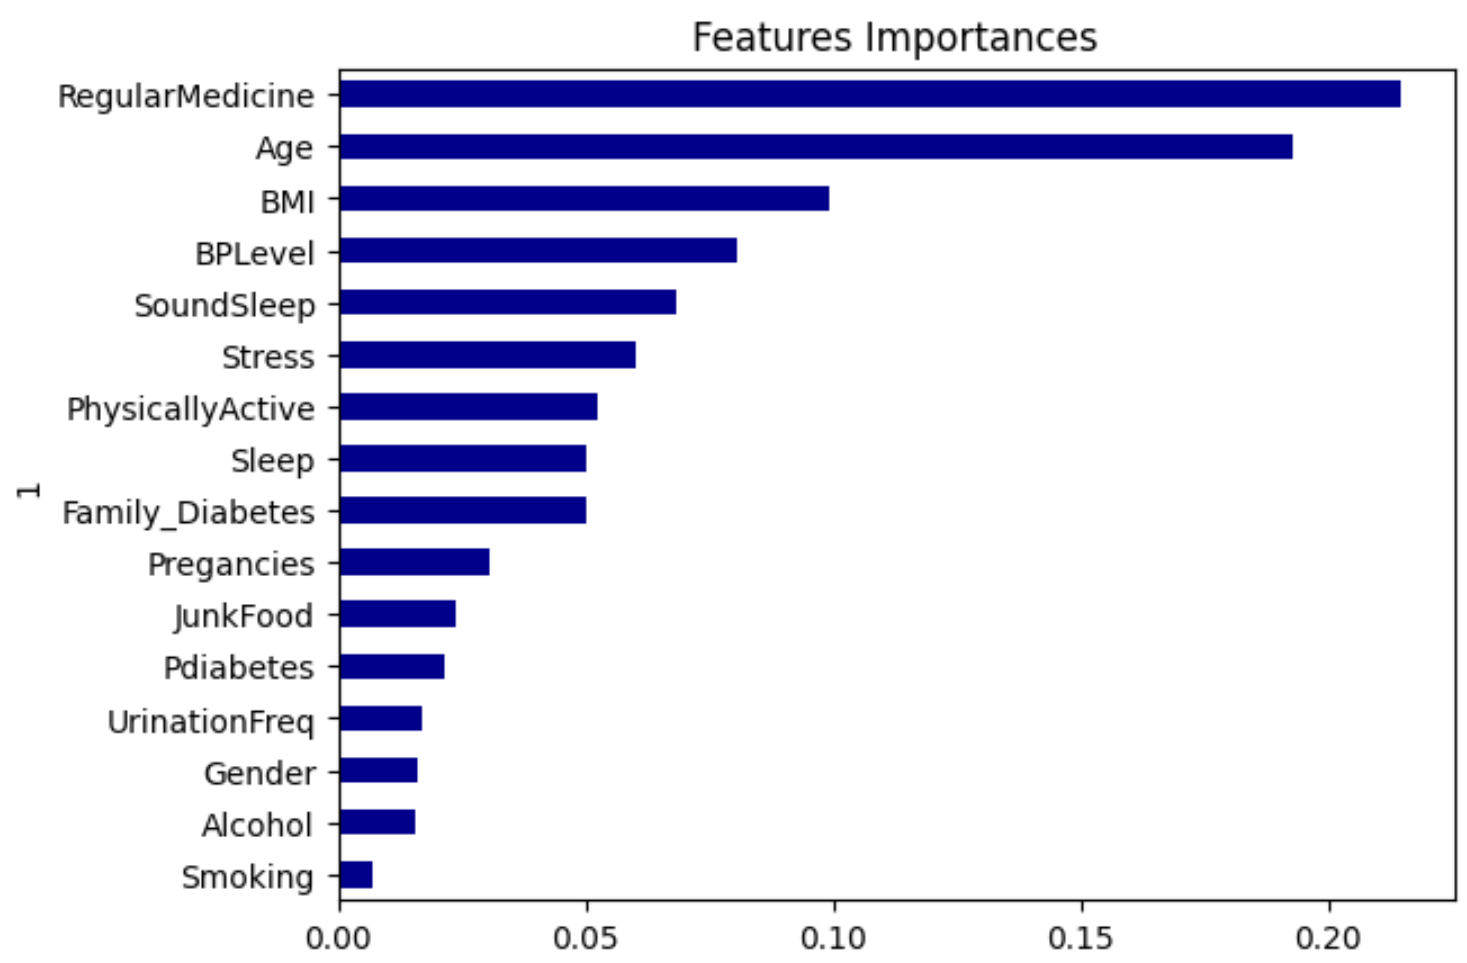 Features Importances
RegularMedicine
Age
BMI
BPLevel
SoundSleep
Stress
PhysicallyActive
Sleep
Family_Diabetes
Pregancies
JunkFood
Pdiabetes
UrinationFreq
Gender
Alcohol
Smoking
1
0.00 0.05 0.10 0.15 0.20